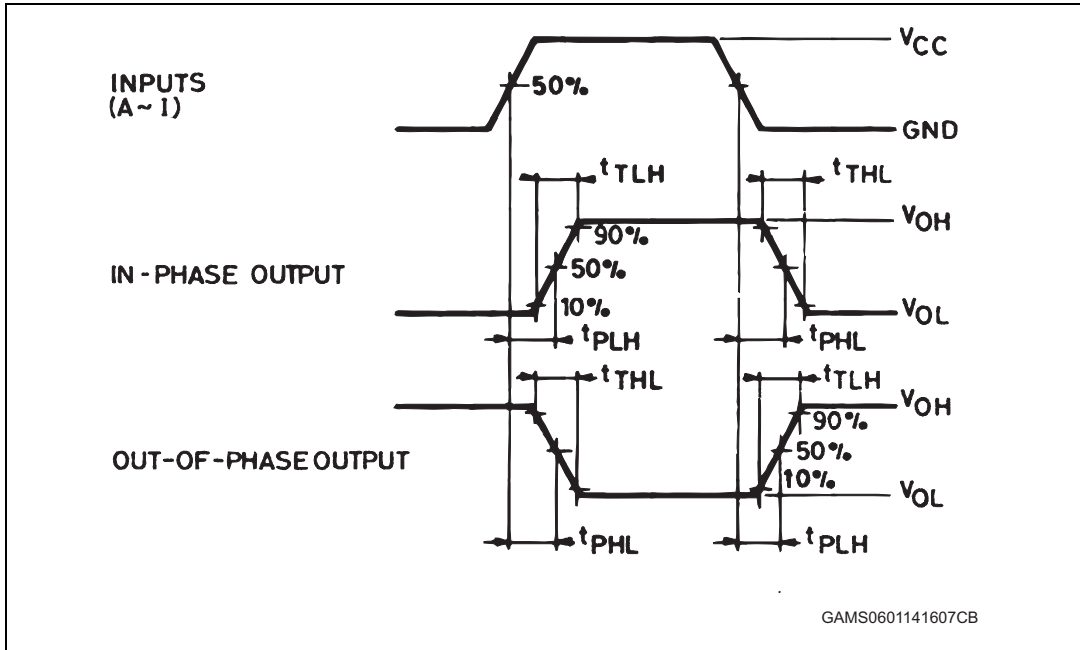 VCC
INPUTS
(A~I)
50%
GND
tTLH
tTHL
VOH
90%
IN-PHASE OUTPUT
50%
10%
VOL
tPLH
tPHL
tTHL
tTLH
VOH
90%
OUT-OF-PHASE OUTPUT
50%
10%
VOL
tPHL
tPLH
GAMS0601141607CB